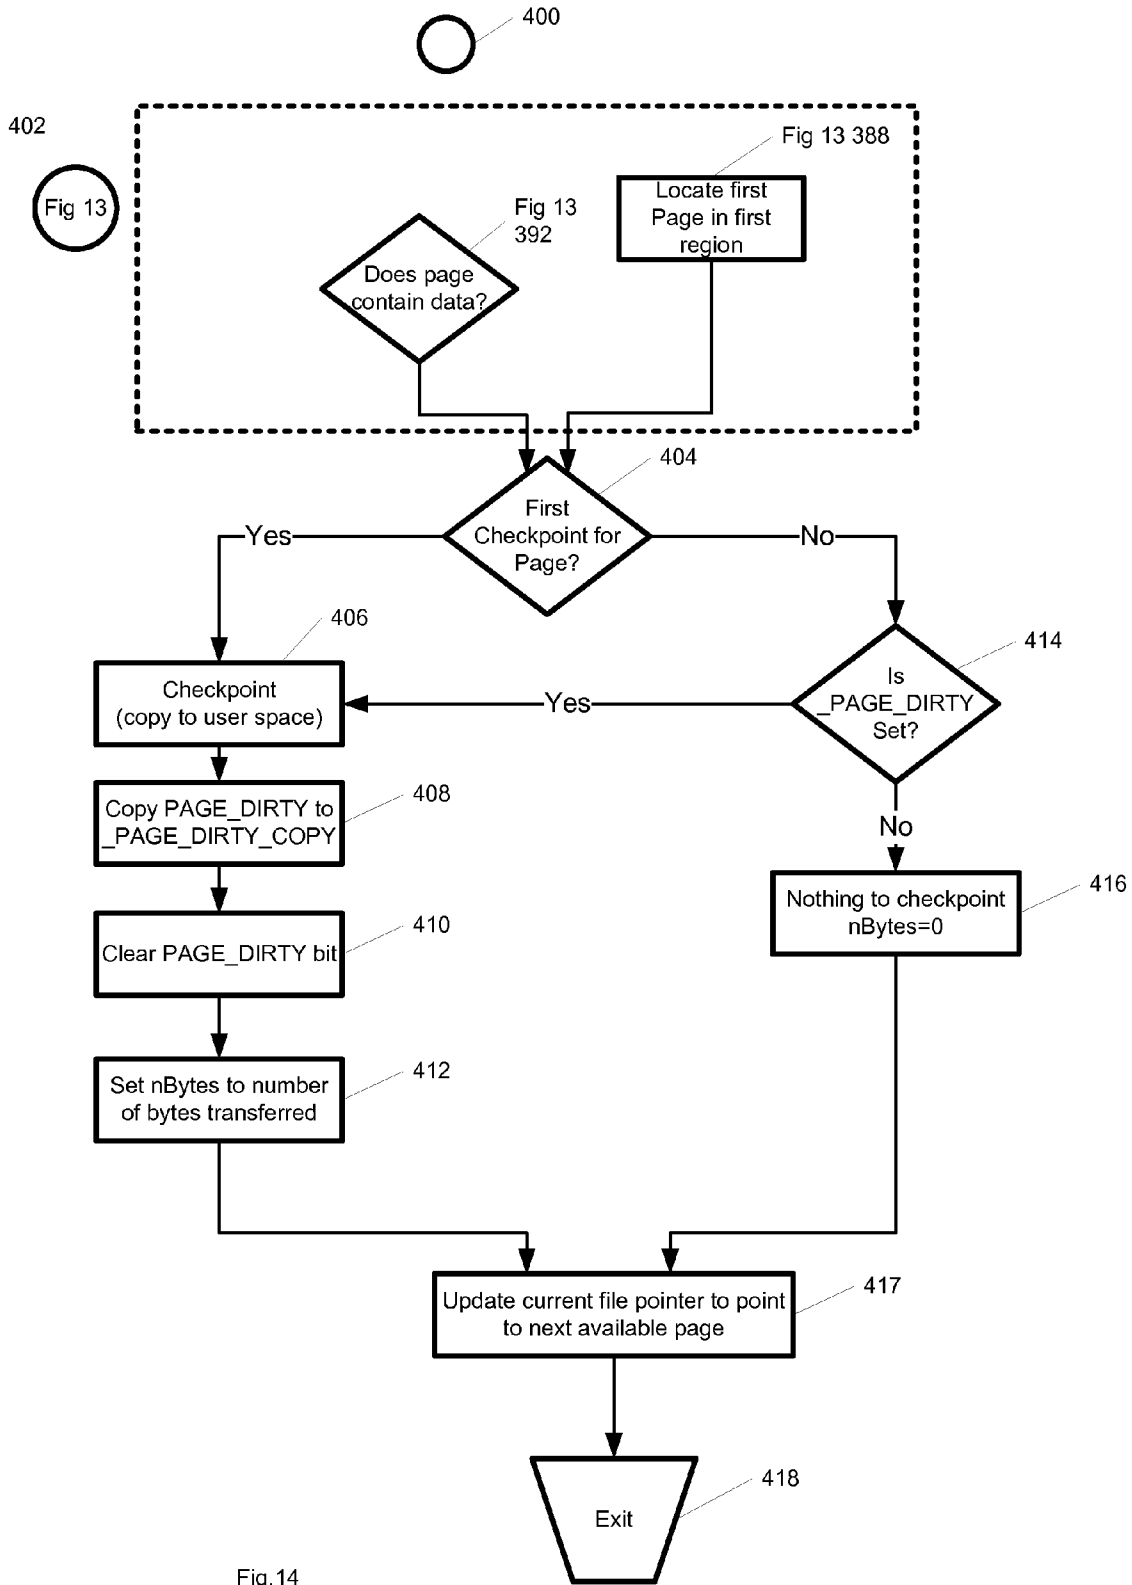 400
402
Fig 13
Fig 13 388
Locate first
Page in first
region
Fig 13
392
Does page
contain data?
404
First
Checkpoint for
Page?
Yes
No
406
Checkpoint
(copy to user space)
414
Is
_PAGE_DIRTY
Set?
Yes
No
408
Copy PAGE_DIRTY to
_PAGE_DIRTY_COPY
416
Nothing to checkpoint
nBytes=0
410
Clear PAGE_DIRTY bit
412
Set nBytes to number
of bytes transferred
417
Update current file pointer to point
to next available page
418
Exit
Fig.14